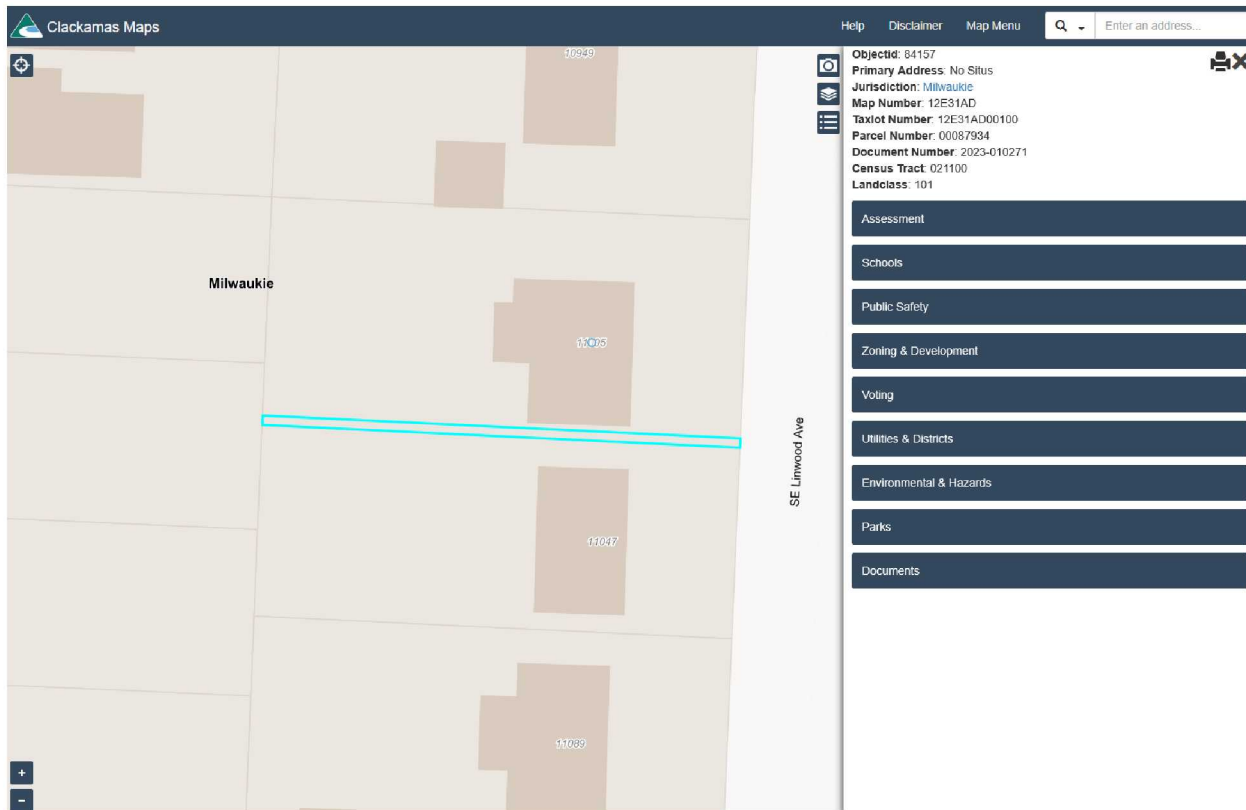 Clackamas Maps
Help Disclaimer Map Menu Enter an address...
10949
Milwaukie
11005
SE Linwood Ave
11047
11089
+
−
Objectid: 84157
Primary Address: No Situs
Jurisdiction: Milwaukie
Map Number: 12E31AD
Taxlot Number: 12E31AD00100
Parcel Number: 00087934
Document Number: 2023-010271
Census Tract: 021100
Landclass: 101
Assessment
Schools
Public Safety
Zoning & Development
Voting
Utilities & Districts
Environmental & Hazards
Parks
Documents